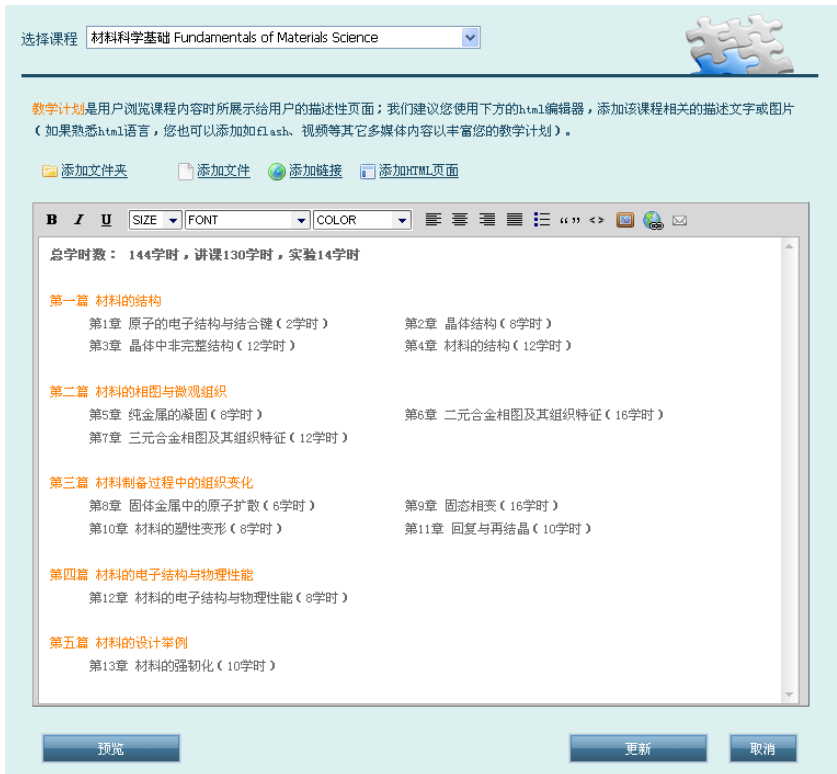 选择课程 材料科学基础 Fundamentals of Materials Science
教学计划是用户浏览课程内容时所展示给用户的描述性页面；我们建议您使用下方的html编辑器，添加该课程相关的描述文字或图片
（如果熟悉html语言，您也可以添加如flash、视频等其它多媒体内容以丰富您的教学计划）。
添加文件夹 添加文件 添加链接 添加HTML页面
B I U SIZE FONT COLOR “” <>
总学时数： 144学时，讲课130学时，实验14学时
第一篇 材料的结构
第1章 原子的电子结构与结合键（2学时） 第2章 晶体结构（8学时）
第3章 晶体中非完整结构（12学时） 第4章 材料的结构（12学时）
第二篇 材料的相图与微观组织
第5章 纯金属的凝固（8学时） 第6章 二元合金相图及其组织特征（16学时）
第7章 三元合金相图及其组织特征（12学时）
第三篇 材料制备过程中的组织变化
第8章 固体金属中的原子扩散（6学时） 第9章 固态相变（16学时）
第10章 材料的塑性变形（8学时） 第11章 回复与再结晶（10学时）
第四篇 材料的电子结构与物理性能
第12章 材料的电子结构与物理性能（8学时）
第五篇 材料的设计举例
第13章 材料的强韧化（10学时）
预览 更新 取消